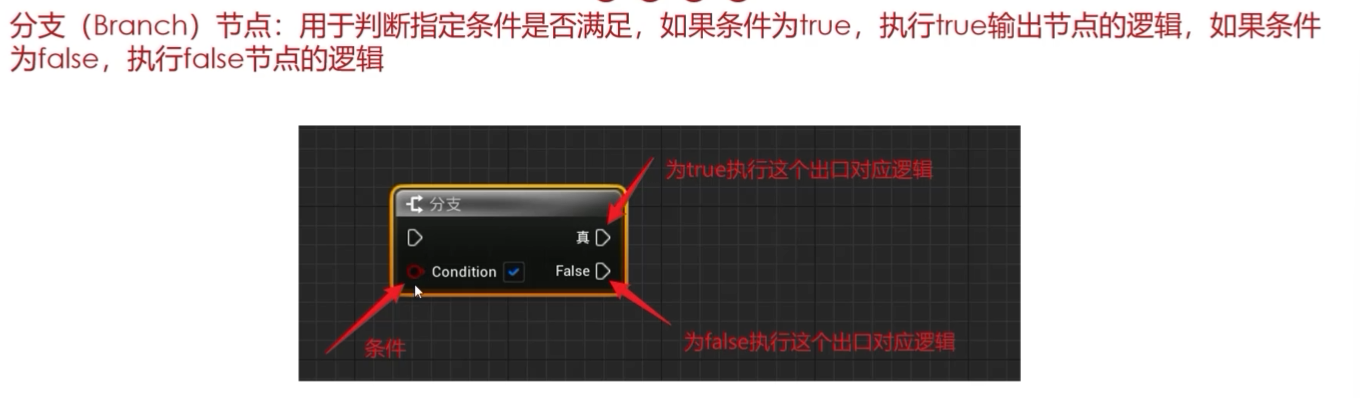 分支（Branch）节点：用于判断指定条件是否满足，如果条件为true，执行true输出节点的逻辑，如果条件
为false，执行false节点的逻辑
为true执行这个出口对应逻辑
分支
真
Condition False
为false执行这个出口对应逻辑
条件